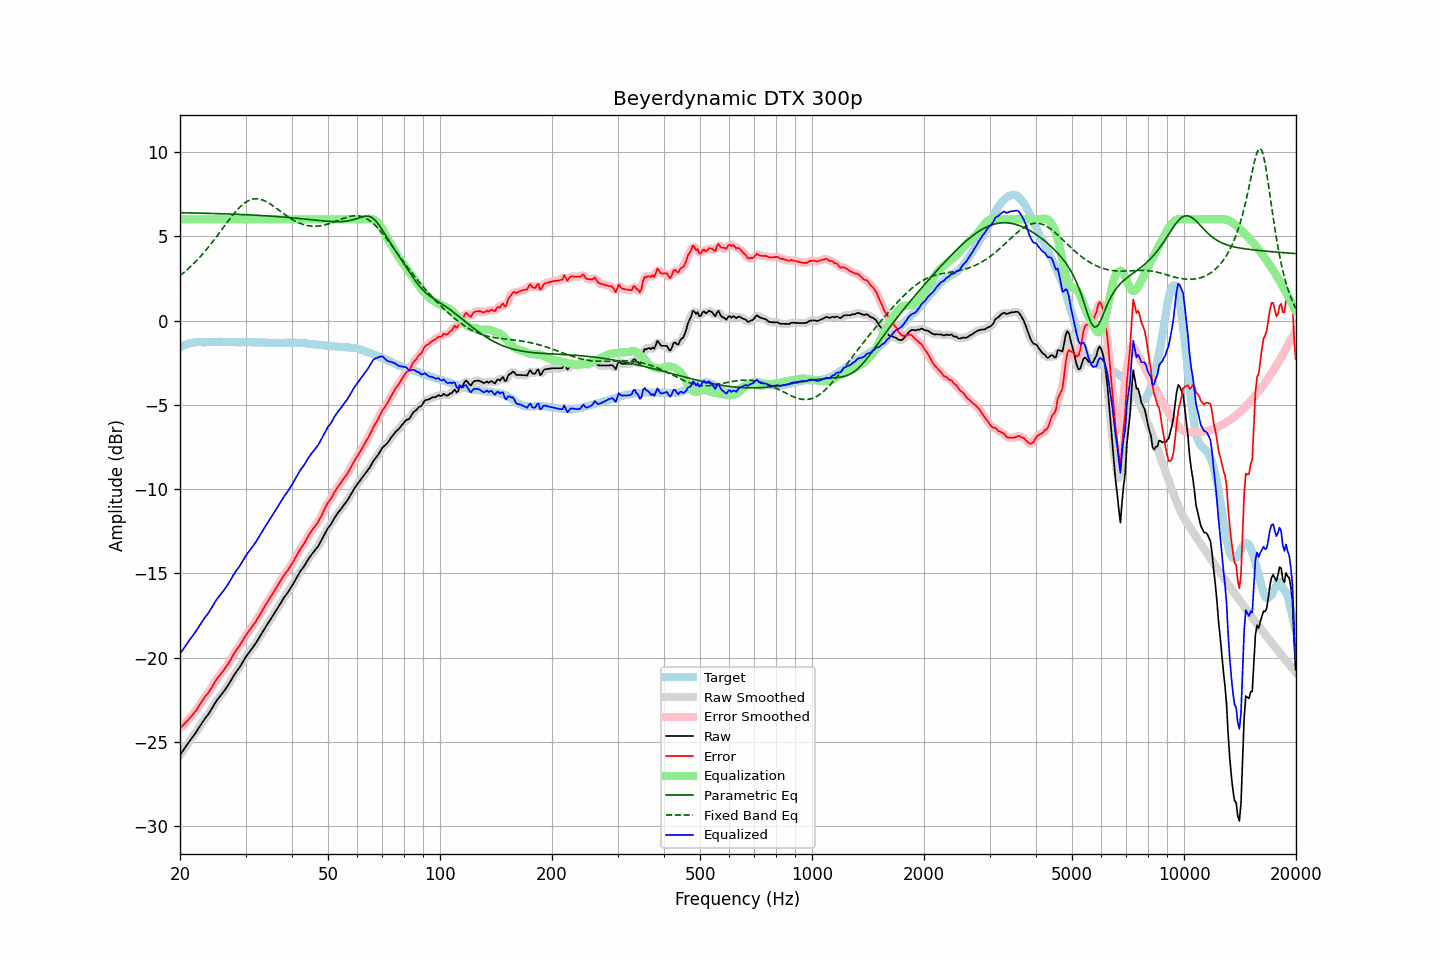 Beyerdynamic DTX 300p
10
5
0
−5
−10
−15
−20
−25
−30
Amplitude (dBr)
Target
Raw Smoothed
Error Smoothed
Raw
Error
Equalization
Parametric Eq
Fixed Band Eq
Equalized
20
50
100
200
500
1000
2000
5000
10000
20000
Frequency (Hz)